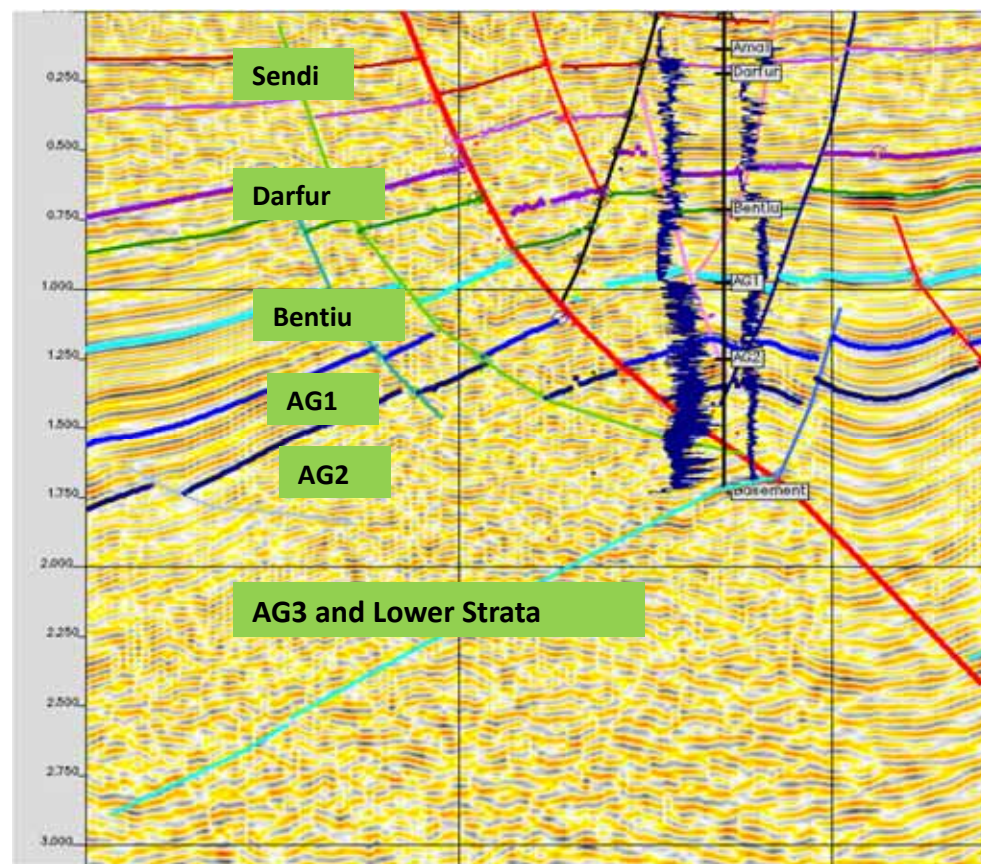 Amal
Sendi
Darfur
0.250
0.500
Darfur
Bentiu
0.750
AG1
1.000
Bentiu
AG2
1.250
AG1
1.500
AG2
Basement
1.750
2.000
AG3 and Lower Strata
2.250
2.500
2.750
3.000